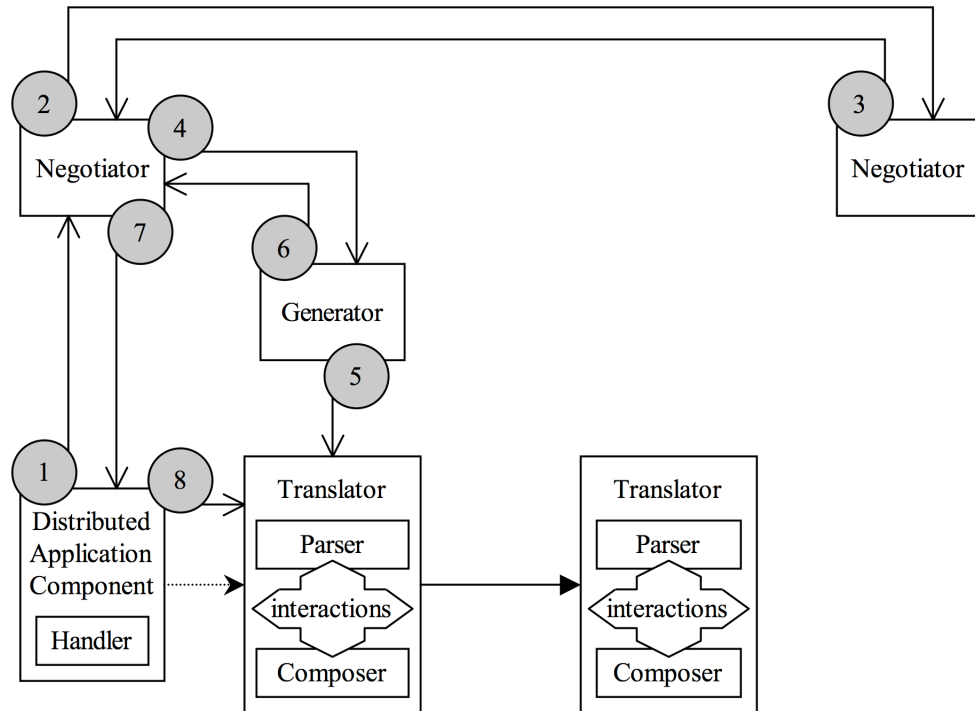 2
3
4
Negotiator
Negotiator
7
6
Generator
5
1
8
Distributed
Application
Component
Handler
Translator
Parser
interactions
Composer
Translator
Parser
interactions
Composer